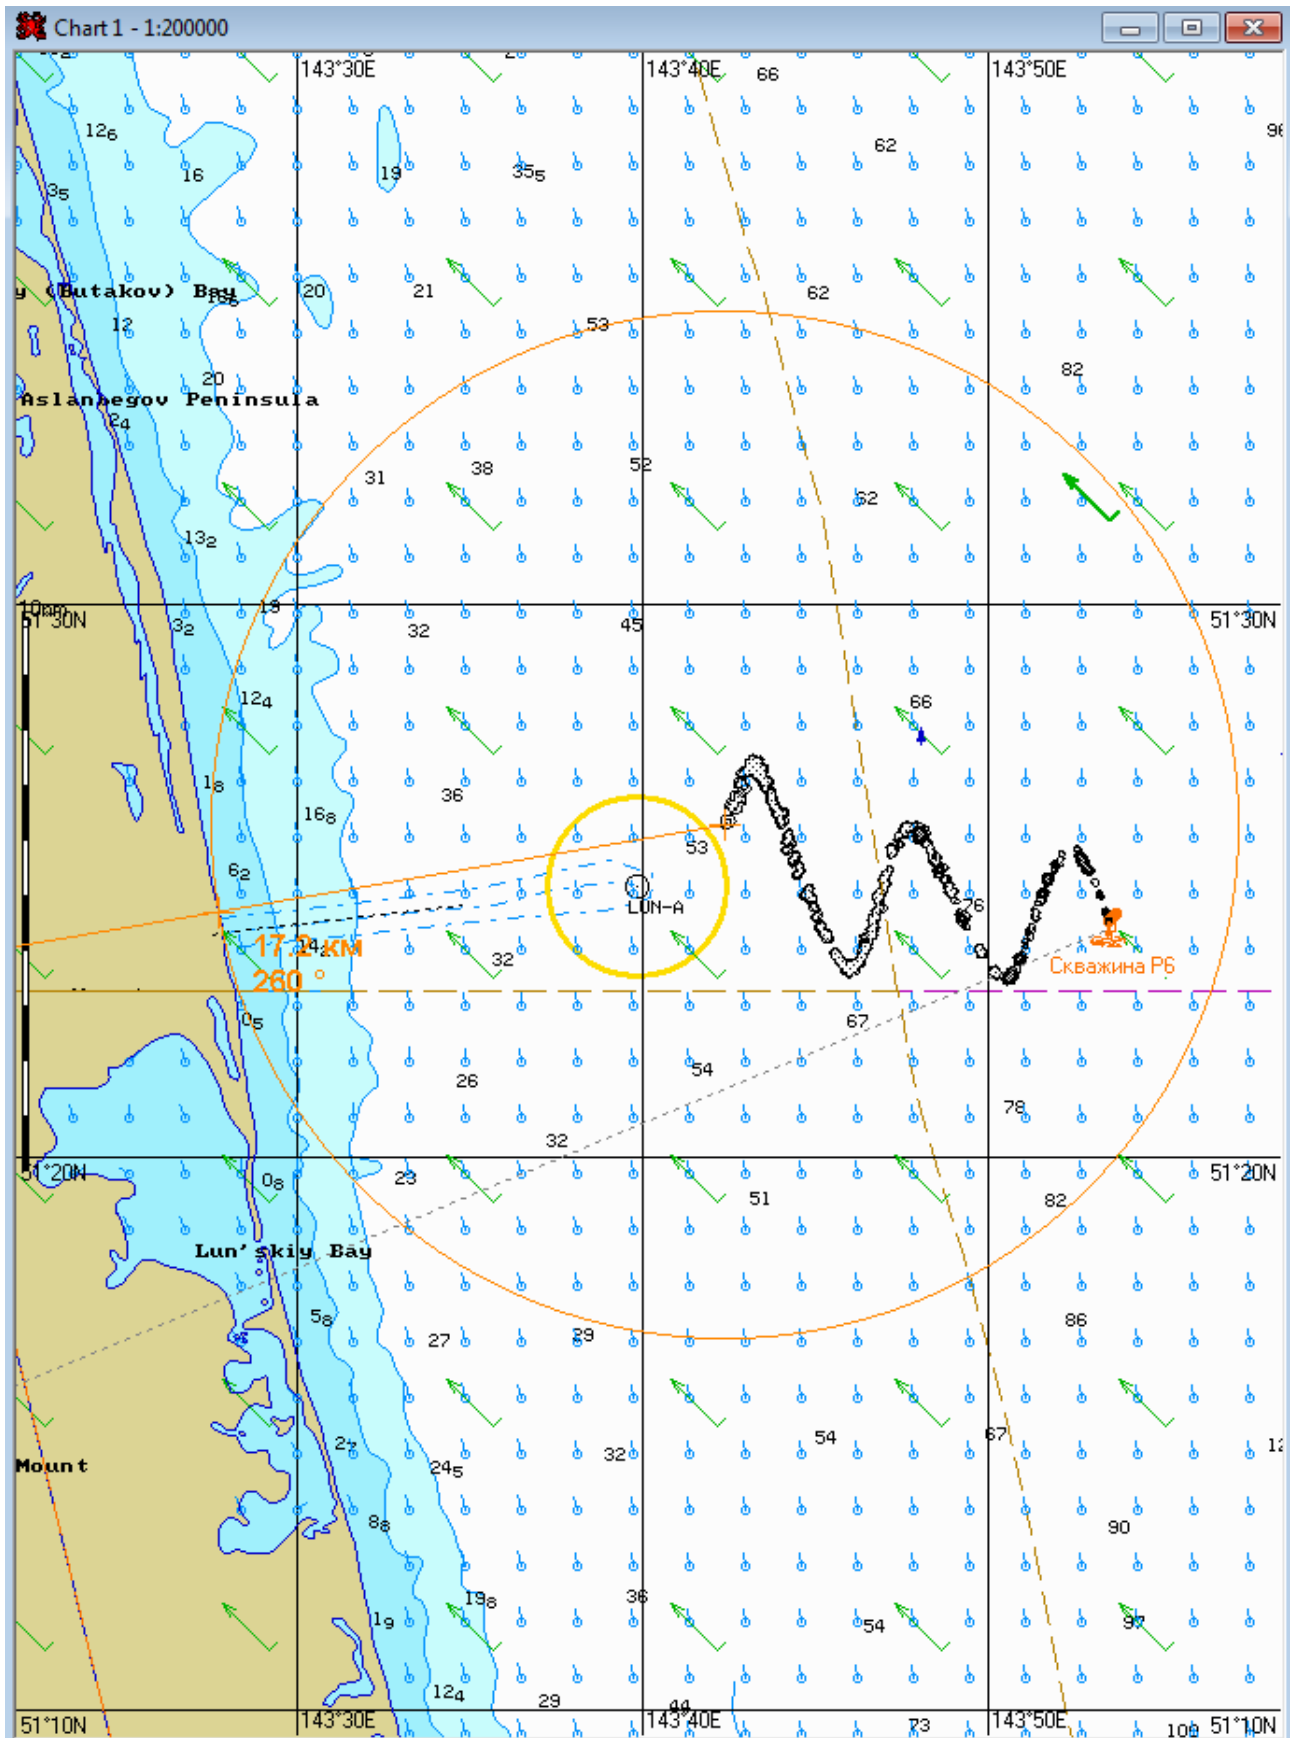 Chart 1 - 1:200000
143°30E 143°40E 143°50E
66
12₆ 62
16 19 35₅
3₅
y (Butakov) Bay 20 21 62
12 53
20 82
Aslanbegov Peninsula
2₄
31 38 52 62
13₂
10nm 19
51°30N 3₂ 32 45 51°30N
12₄ 66
1₈ 36
16₈
53
6₂
LUN-A 76
17.2 км 32 Скважина Р6
260 °
0₅ 67
26 54
78
32
51°20N 0₈ 23 51 82 51°20N
Lun'skiy Bay
5₈ 27 29 86
2₇ 54 67
Mount 24₅ 32
8₈ 90
19₈ 36
1₉ 54 97
12₄ 29 44
51°10N 143°30E 143°40E 73 143°50E 100 51°10N